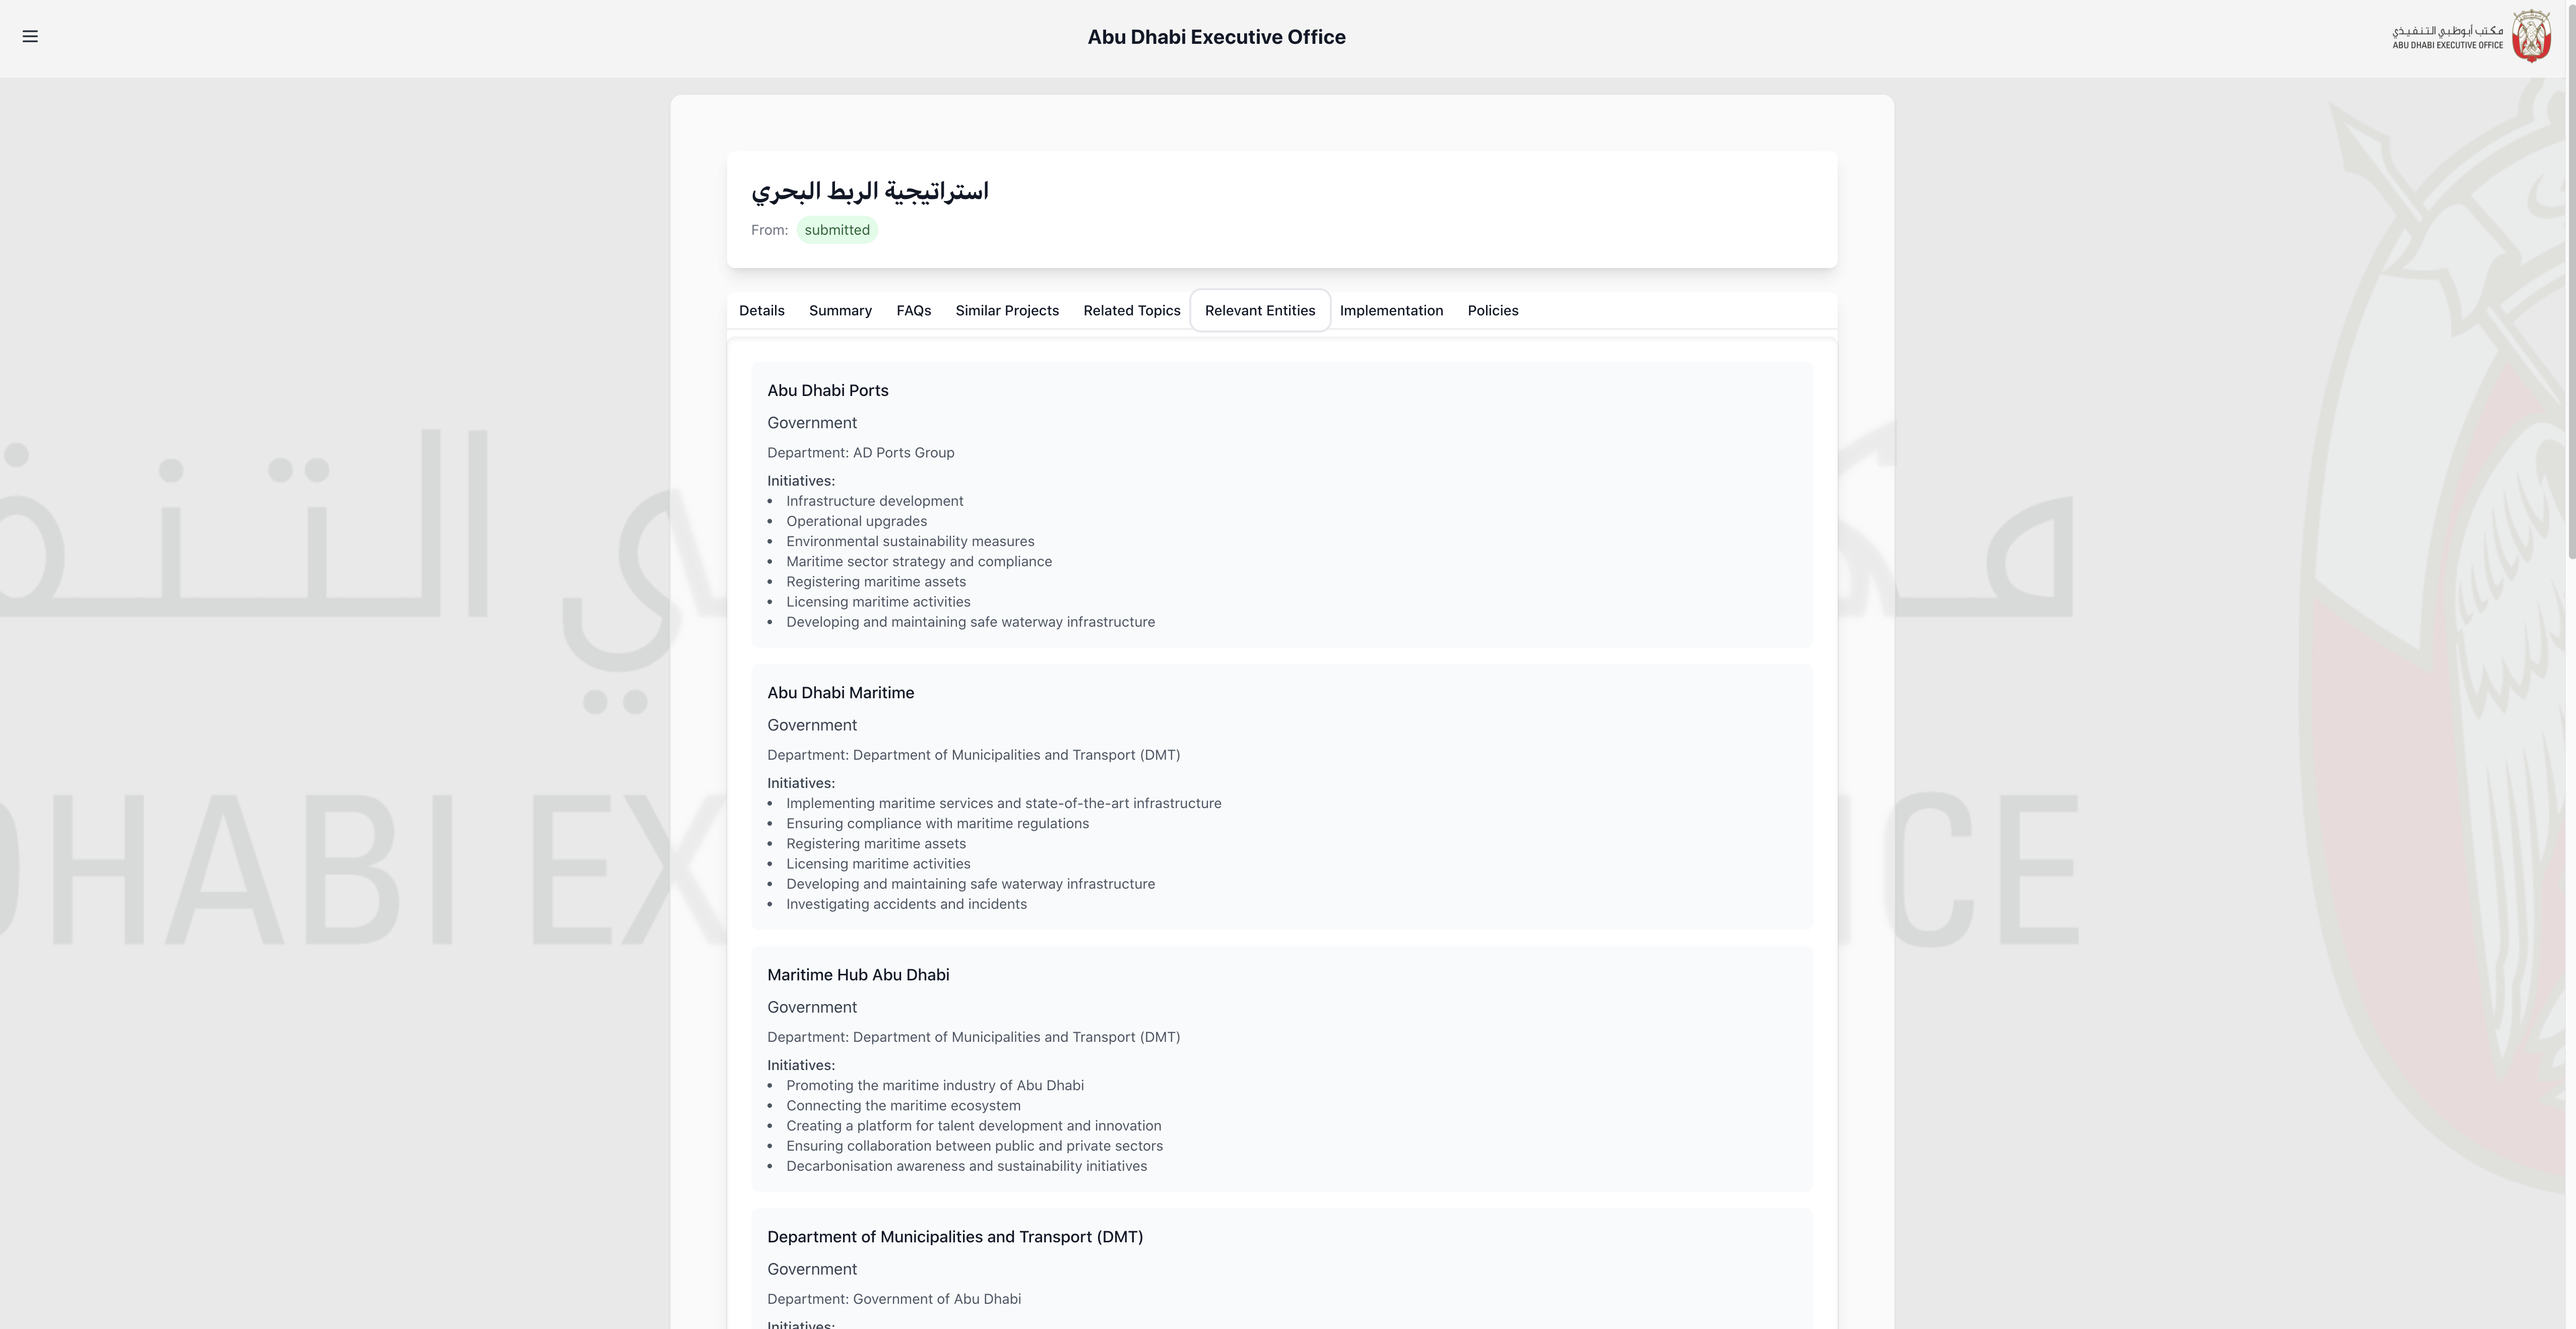 Abu Dhabi Executive Office
مكتب أبوظبي التنفيذي
ABU DHABI EXECUTIVE OFFICE
استراتيجية الربط البحري
From: submitted
Details Summary FAQs Similar Projects Related Topics Relevant Entities Implementation Policies
Abu Dhabi Ports
Government
Department: AD Ports Group
Initiatives:
• Infrastructure development
• Operational upgrades
• Environmental sustainability measures
• Maritime sector strategy and compliance
• Registering maritime assets
• Licensing maritime activities
• Developing and maintaining safe waterway infrastructure
Abu Dhabi Maritime
Government
Department: Department of Municipalities and Transport (DMT)
Initiatives:
• Implementing maritime services and state-of-the-art infrastructure
• Ensuring compliance with maritime regulations
• Registering maritime assets
• Licensing maritime activities
• Developing and maintaining safe waterway infrastructure
• Investigating accidents and incidents
Maritime Hub Abu Dhabi
Government
Department: Department of Municipalities and Transport (DMT)
Initiatives:
• Promoting the maritime industry of Abu Dhabi
• Connecting the maritime ecosystem
• Creating a platform for talent development and innovation
• Ensuring collaboration between public and private sectors
• Decarbonisation awareness and sustainability initiatives
Department of Municipalities and Transport (DMT)
Government
Department: Government of Abu Dhabi
Initiatives: